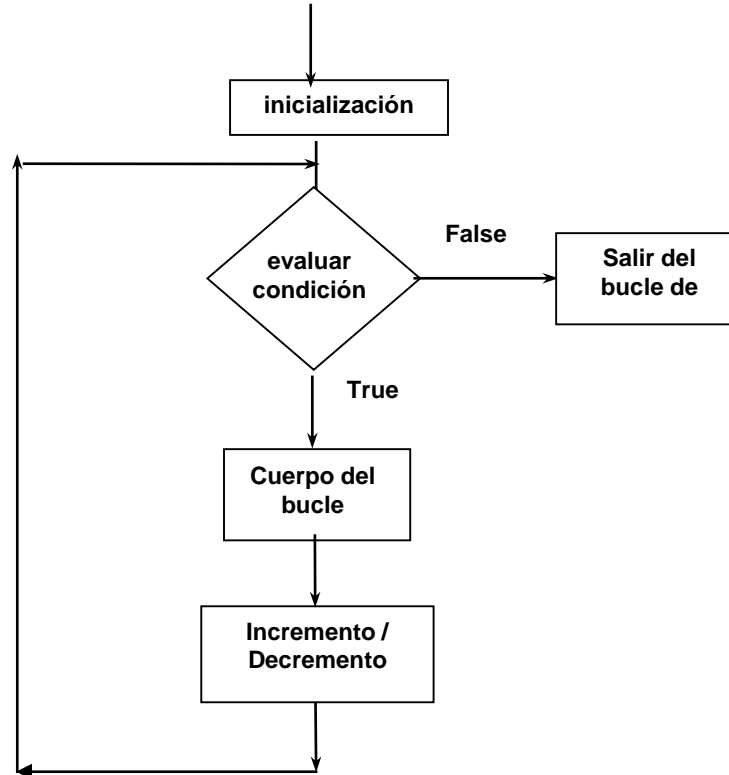 inicialización
evaluar
condición
False
Salir del
bucle de
True
Cuerpo del
bucle
Incremento /
Decremento